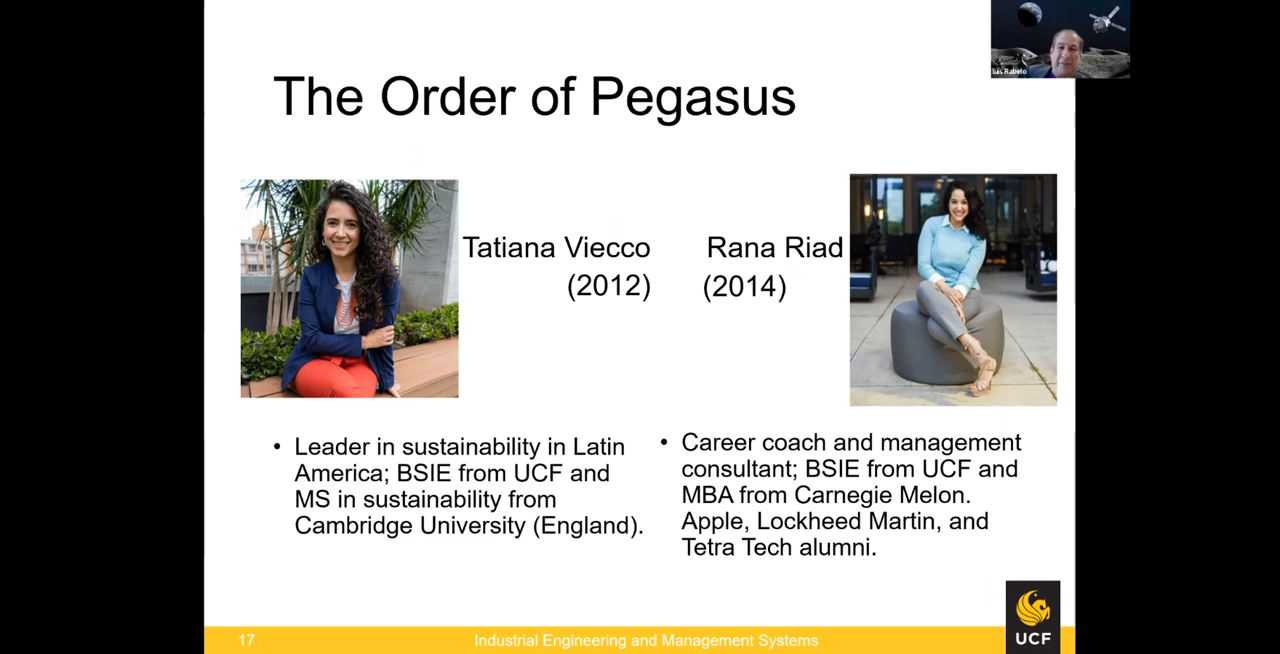 Luis Rabelo
The Order of Pegasus
Tatiana Viecco
(2012)
Rana Riad
(2014)
• Leader in sustainability in Latin
America; BSIE from UCF and
MS in sustainability from
Cambridge University (England).
• Career coach and management
consultant; BSIE from UCF and
MBA from Carnegie Melon.
Apple, Lockheed Martin, and
Tetra Tech alumni.
17
Industrial Engineering and Management Systems
UCF